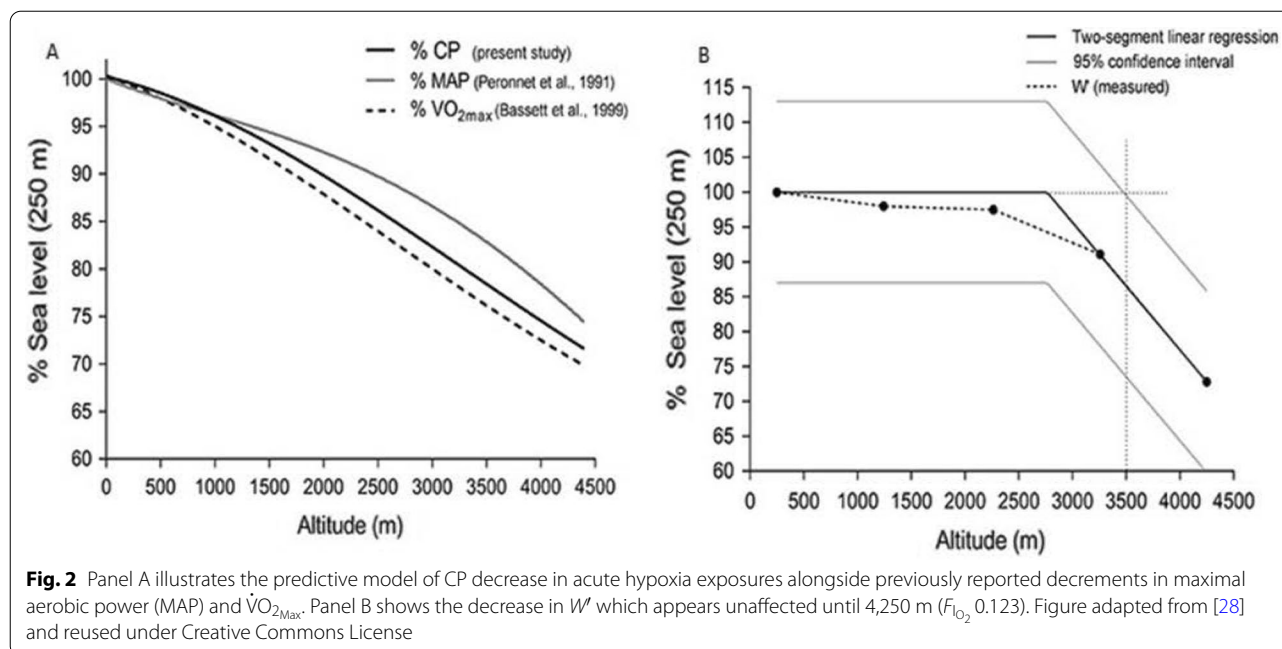 A
% CP (present study)
% MAP (Peronnet et al., 1991)
% VO2max (Bassett et al., 1999)
% Sea level (250 m)
100
95
90
85
80
75
70
65
60
0 500 1000 1500 2000 2500 3000 3500 4000 4500
Altitude (m)
B
Two-segment linear regression
95% confidence interval
W' (measured)
% Sea level (250 m)
115
113
105
100
95
90
85
80
75
70
65
60
0 500 1000 1500 2000 2500 3000 3500 4000 4500
Altitude (m)
Fig. 2 Panel A illustrates the predictive model of CP decrease in acute hypoxia exposures alongside previously reported decrements in maximal
aerobic power (MAP) and V̇O2Max. Panel B shows the decrease in W′ which appears unaffected until 4,250 m (FIO2 0.123). Figure adapted from [28]
and reused under Creative Commons License